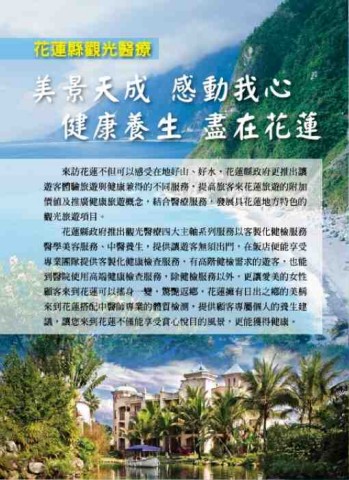 花蓮縣觀光醫療
美景天成 感動我心
健康養生 盡在花蓮
來訪花蓮不但可以感受在地好山、好水，花蓮縣政府更推出讓
遊客體驗旅遊與健康兼得的不同服務，提高旅客來花蓮旅遊的附加
價值及推廣健康旅遊概念，結合醫療服務，發展具花蓮地方特色的
觀光旅遊項目。
花蓮縣政府推出觀光醫療四大主軸系列服務以客製化健檢服務
醫學美容服務、中醫養生，提供讓遊客無須出門，在飯店便能享受
專業團隊提供客製化健康檢查服務，有高階健檢需求的遊客，也能
到醫院使用高端健康檢查服務，除健檢服務以外，更讓愛美的女性
顧客來到花蓮可以搖身一變，驚艷返鄉，花蓮擁有日出之鄉的美稱
來到花蓮搭配中醫師專業的體質檢測，提供顧客專屬個人的養生建
議，讓您來到花蓮不僅能享受賞心悅目的風景，更能獲得健康。